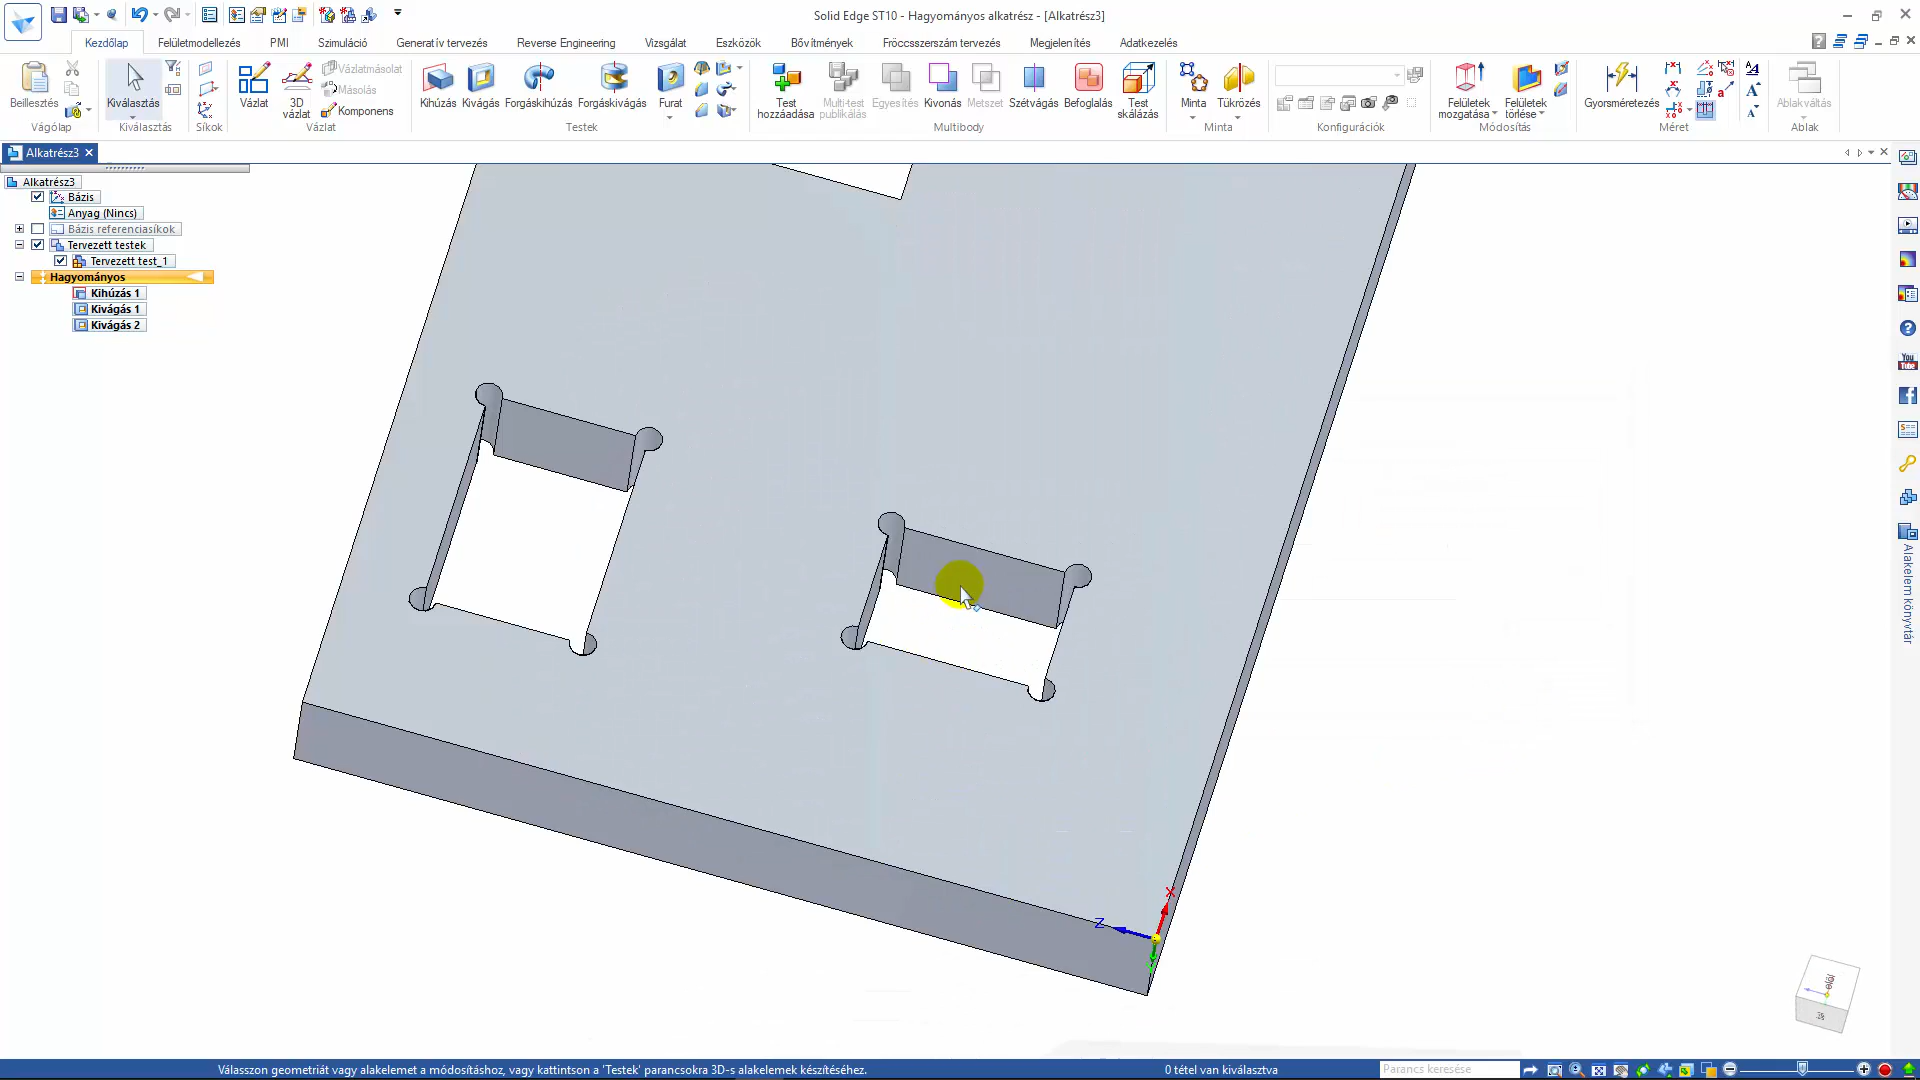 Solid Edge ST10 - Hagyományos alkatrész - [Alkatrész3]
Kezdőlap Felületmodellezés PMI Szimuláció Generatív tervezés Reverse Engineering Vizsgálat Eszközök Bővítmények Fröccsszerszám tervezés Megjelenítés Adatkezelés
Beillesztés
Vágólap
Kiválasztás
Kiválasztás
Síkok
Vázlat
3D vázlat
Vázlatmásolat
Másolás
Komponens
Vázlat
Kihúzás
Kivágás
Forgáskihúzás
Forgáskivágás
Furat
Testek
Test hozzáadása
Multi-test publikálás
Egyesítés
Kivonás
Metszet
Szétvágás
Befoglalás
Test skálázás
Multibody
Minta
Tükrözés
Minta
Konfigurációk
Felületek mozgatása
Felületek törlése
Módosítás
Gyorsméretezés
Méret
Ablakváltás
Ablak
Alkatrész3
Alkatrész3
Bázis
Anyag (Nincs)
Bázis referenciasíkok
Tervezett testek
Tervezett test_1
Hagyományos
Kihúzás 1
Kivágás 1
Kivágás 2
You Tube
Alakelem könyvtár
X
Z
elöl
Válasszon geometriát vagy alakelemet a módosításhoz, vagy kattintson a 'Testek' parancsokra 3D-s alakelemek készítéséhez.
0 tétel van kiválasztva
Parancs keresése